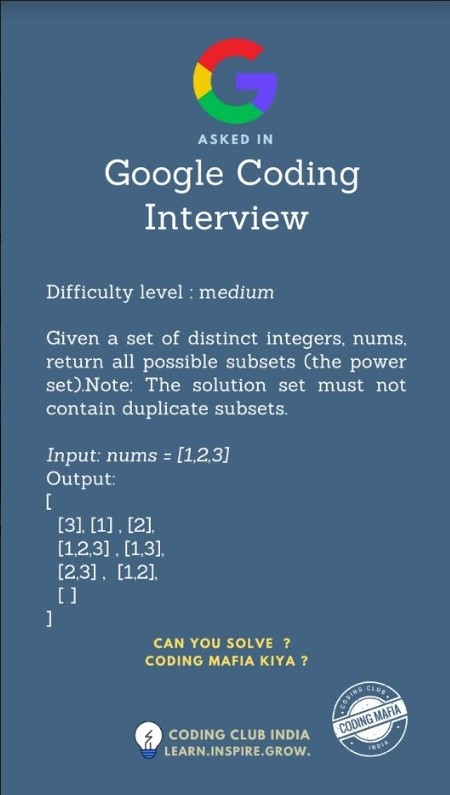 ASKED IN
Google Coding
Interview
Difficulty level : medium
Given a set of distinct integers, nums,
return all possible subsets (the power
set).Note: The solution set must not
contain duplicate subsets.
Input: nums = [1,2,3]
Output:
[
[3], [1] , [2],
[1,2,3] , [1,3],
[2,3] , [1,2],
[ ]
]
CAN YOU SOLVE ?
CODING MAFIA KIYA ?
CODING CLUB INDIA
LEARN.INSPIRE.GROW.
CODING CLUB
CODING MAFIA
INDIA